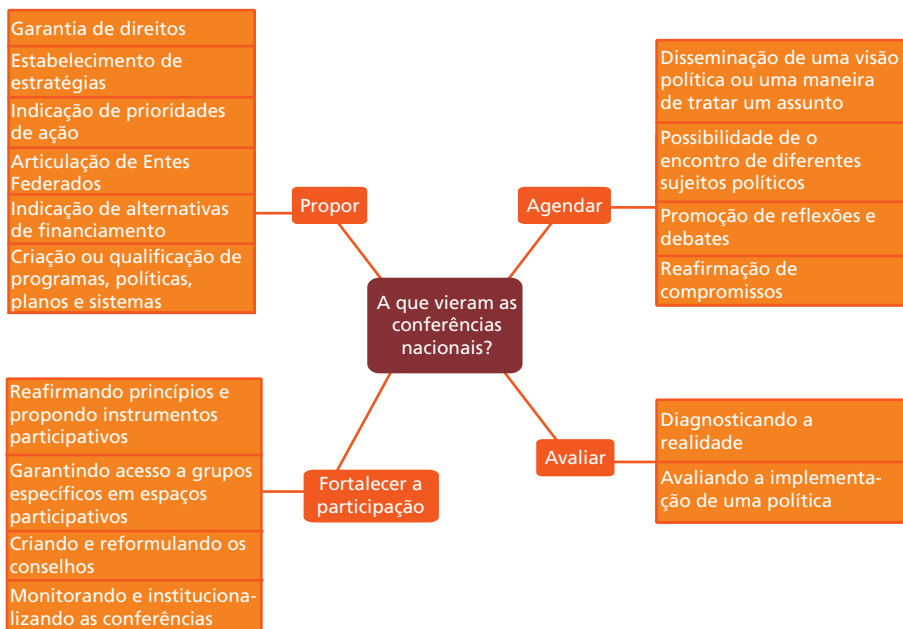 Garantia de direitos
Estabelecimento de
estratégias
Indicação de prioridades
de ação
Articulação de Entes
Federados
Indicação de alternativas
de financiamento
Criação ou qualificação de
programas, políticas,
planos e sistemas
Propor
Agendar
Disseminação de uma visão
política ou uma maneira
de tratar um assunto
Possibilidade de o
encontro de diferentes
sujeitos políticos
Promoção de reflexões e
debates
Reafirmação de
compromissos
A que vieram as
conferências
nacionais?
Reafirmando princípios e
propondo instrumentos
participativos
Garantindo acesso a grupos
específicos em espaços
participativos
Criando e reformulando os
conselhos
Monitorando e instituciona-
lizando as conferências
Fortalecer a
participação
Avaliar
Diagnosticando a
realidade
Avaliando a implementa-
ção de uma política